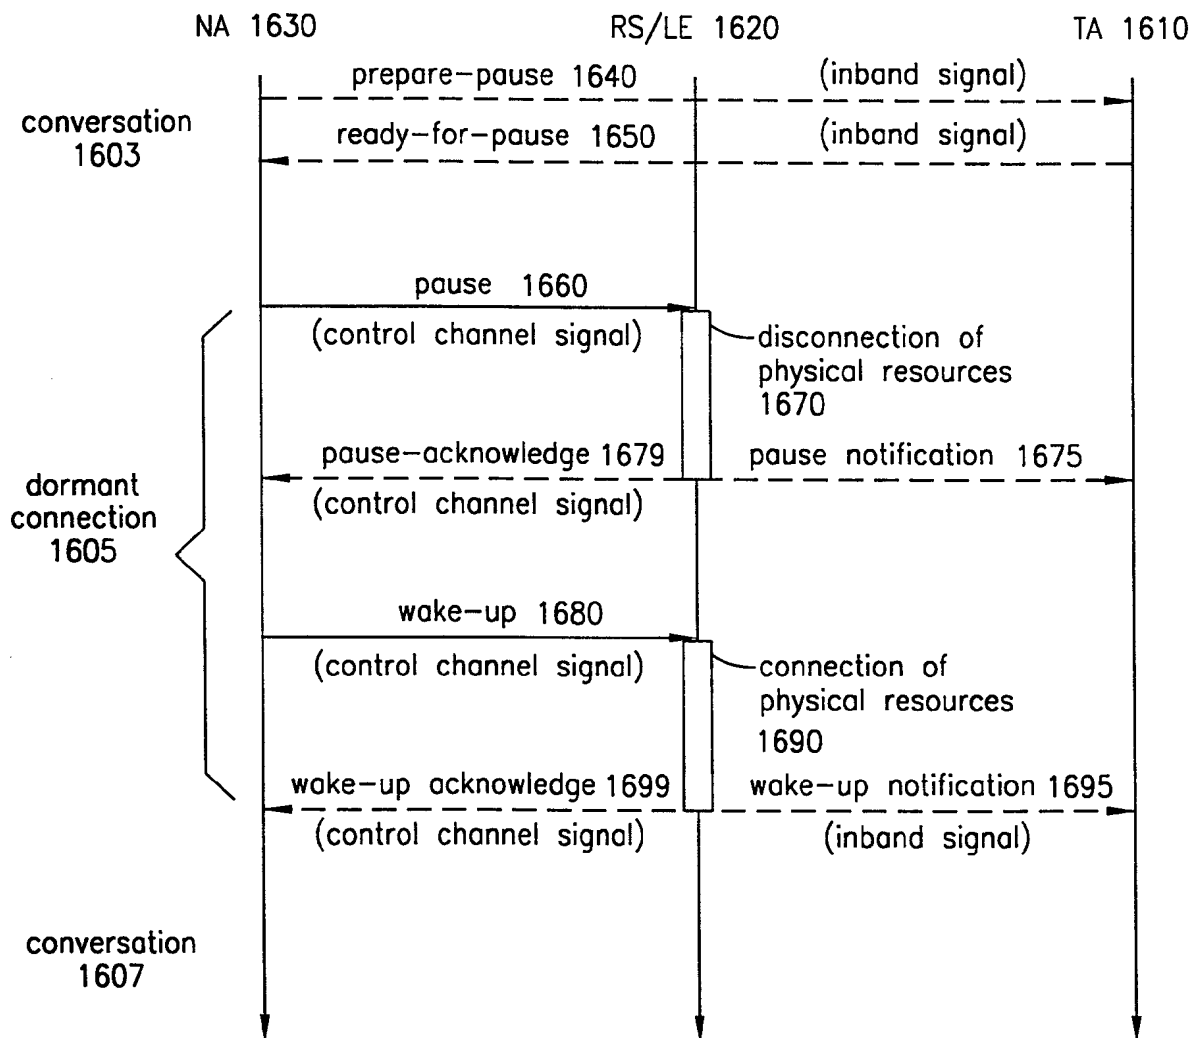 NA 1630 RS/LE 1620 TA 1610
prepare-pause 1640 (inband signal)
conversation
1603
ready-for-pause 1650 (inband signal)
pause 1660
(control channel signal)
disconnection of
physical resources
1670
pause-acknowledge 1679 pause notification 1675
(control channel signal)
dormant
connection
1605
wake-up 1680
(control channel signal)
connection of
physical resources
1690
wake-up acknowledge 1699 wake-up notification 1695
(control channel signal) (inband signal)
conversation
1607